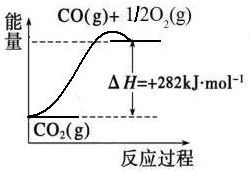 能量
CO(g)+ 1/2O₂(g)
ΔH=+282kJ·mol⁻¹
CO₂(g)
反应过程